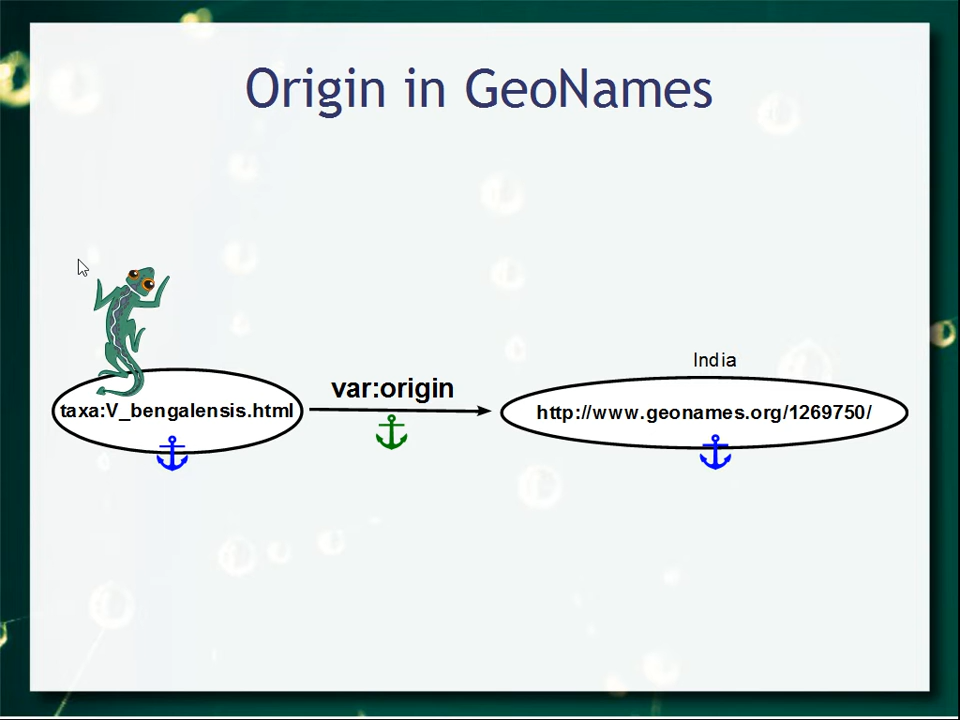 Origin in GeoNames
India
var:origin
taxa:V_bengalensis.html
http://www.geonames.org/1269750/